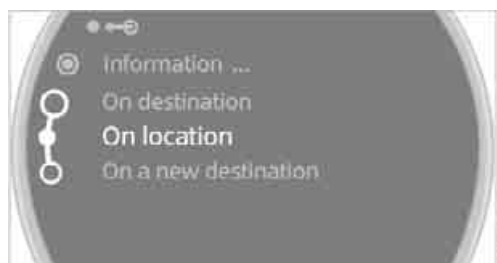 Information ...
On destination
On location
On a new destination